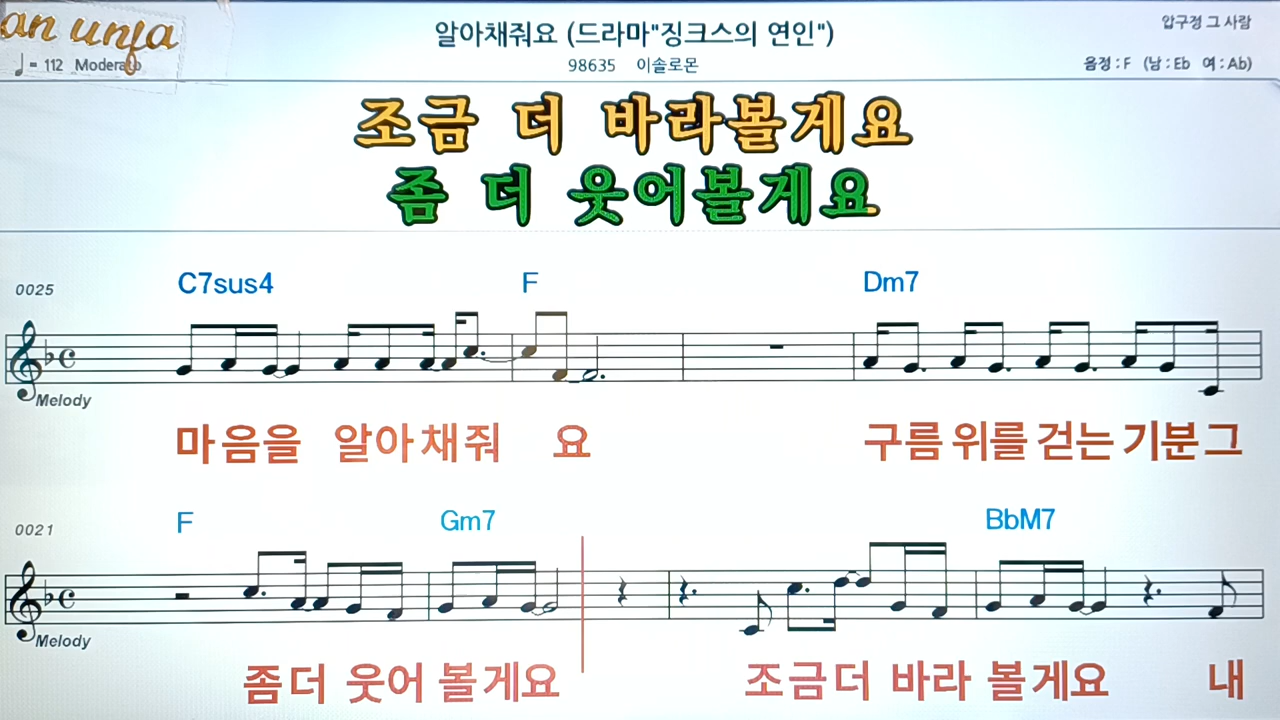 an unfa
알아채줘요 (드라마"징크스의 연인")
압구정 그 사람
♩= 112 Moderato
98635 이솔로몬
음정 : F (남 : Eb 여 : Ab)
조금 더 바라볼게요
좀 더 웃어볼게요
0025 C7sus4 F Dm7
Melody
마음을 알아채줘 요 구름 위를 걷는 기분 그
0021 F Gm7 BbM7
Melody
좀더 웃어 볼게요 조금더 바라 볼게요 내